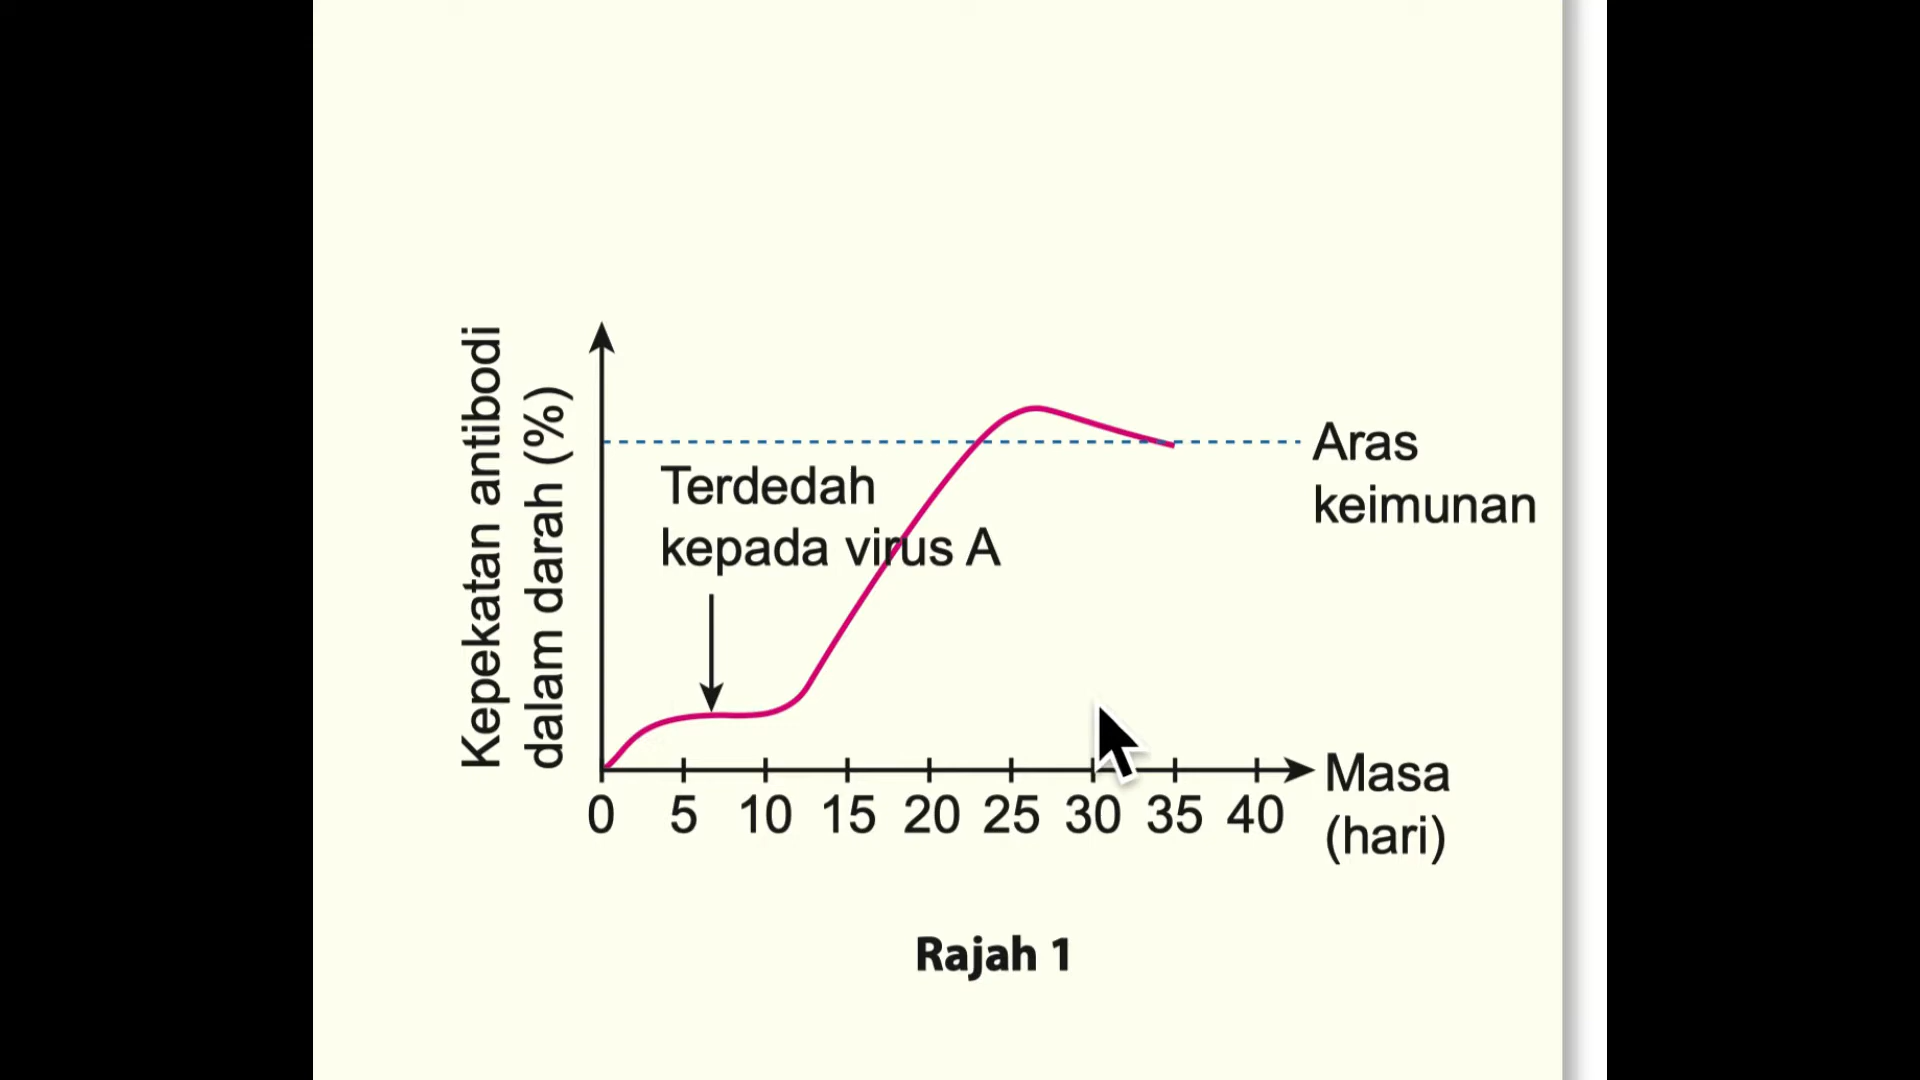 Kepekatan antibodi
dalam darah (%)
Terdedah
kepada virus A
Aras
keimunan
0 5 10 15 20 25 30 35 40
Masa
(hari)
Rajah 1